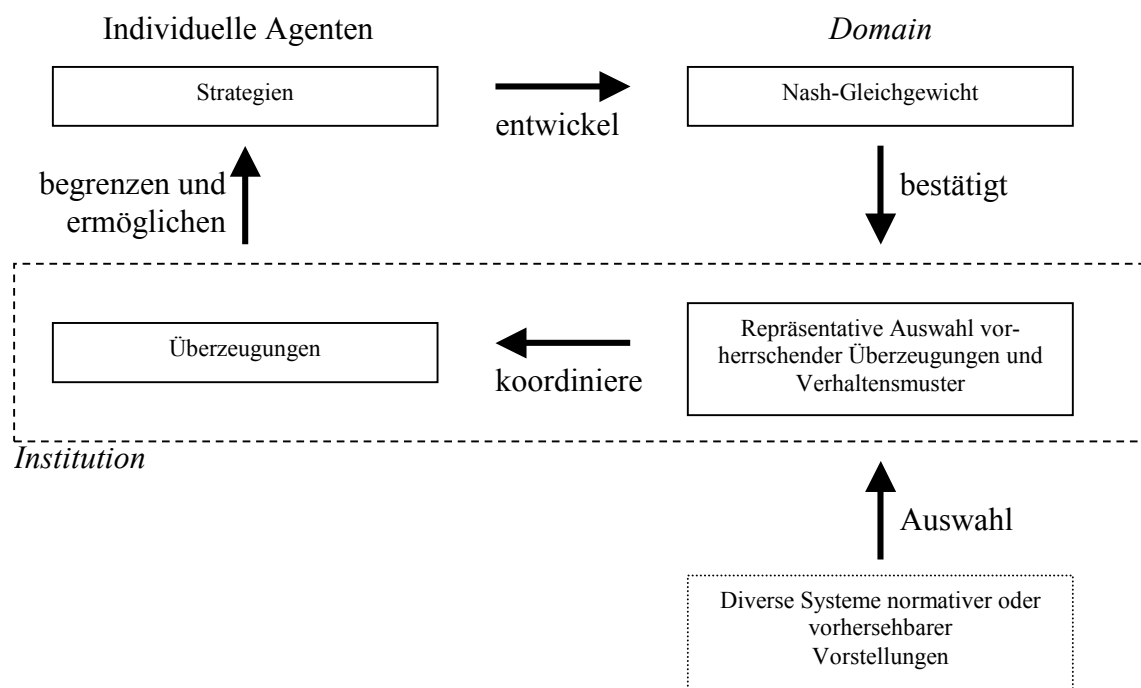 Individuelle Agenten
Domain
Strategien
entwickel
Nash-Gleichgewicht
begrenzen und
ermöglichen
bestätigt
Überzeugungen
koordiniere
Repräsentative Auswahl vor-
herrschender Überzeugungen und
Verhaltensmuster
Institution
Auswahl
Diverse Systeme normativer oder
vorhersehbarer
Vorstellungen